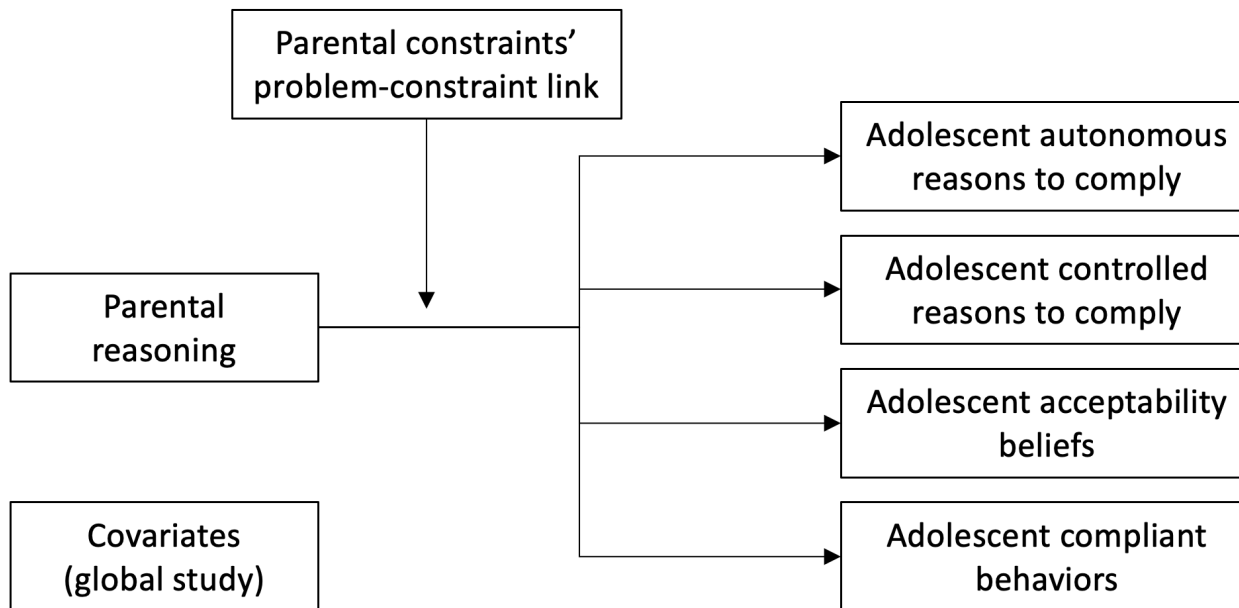 Parental constraints’
problem-constraint link
Adolescent autonomous
reasons to comply
Adolescent controlled
reasons to comply
Parental
reasoning
Adolescent acceptability
beliefs
Covariates
(global study)
Adolescent compliant
behaviors